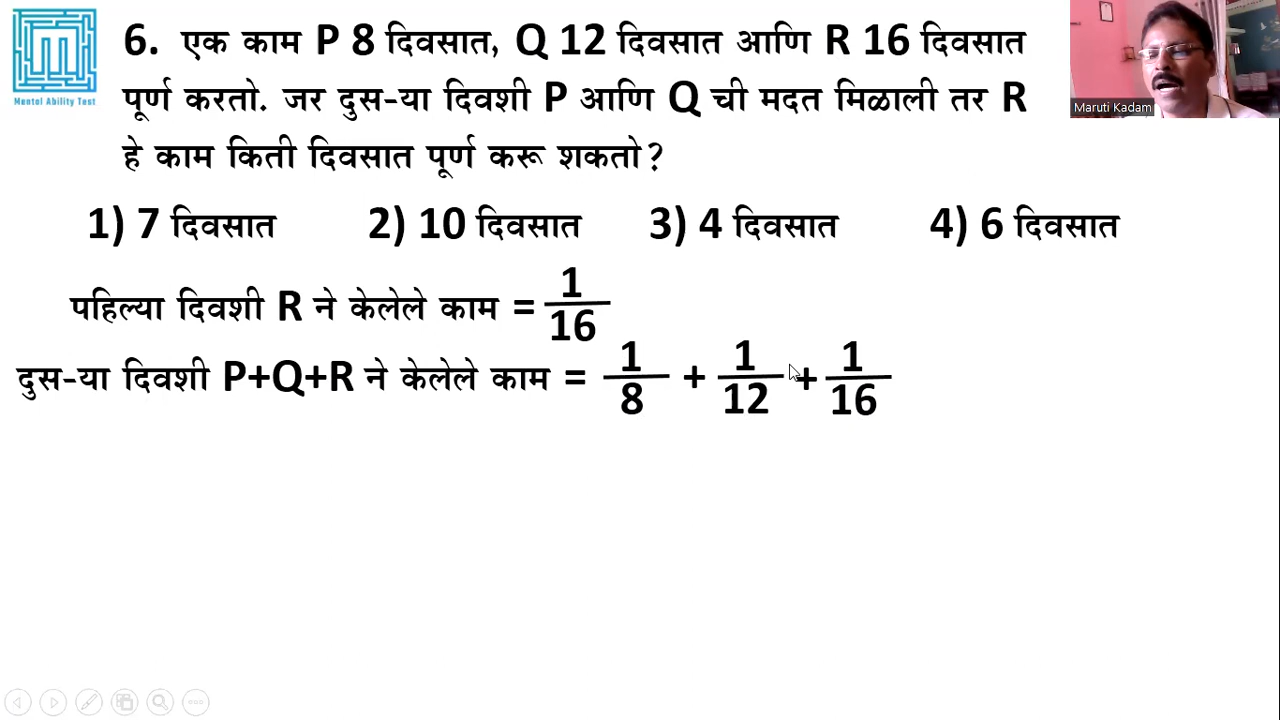 Mental Ability Test
6. एक काम P 8 दिवसात, Q 12 दिवसात आणि R 16 दिवसात
पूर्ण करतो. जर दुस-या दिवशी P आणि Q ची मदत मिळाली तर R
हे काम किती दिवसात पूर्ण करू शकतो?
Maruti Kadam
1) 7 दिवसात 2) 10 दिवसात 3) 4 दिवसात 4) 6 दिवसात
पहिल्या दिवशी R ने केलेले काम = 1/16
दुस-या दिवशी P+Q+R ने केलेले काम = 1/8 + 1/12 + 1/16